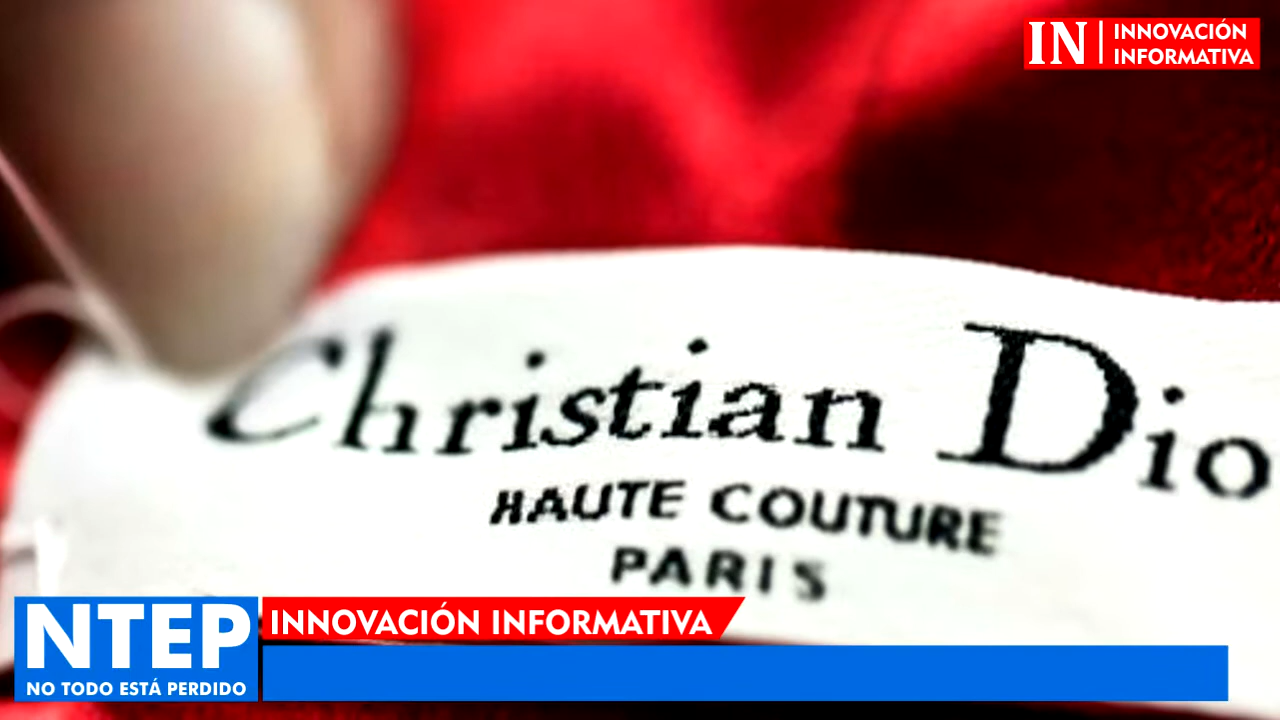 IN INNOVACIÓN
INFORMATIVA
Christian Dio
HAUTE COUTURE
PARIS
NTEP
NO TODO ESTÁ PERDIDO
INNOVACIÓN INFORMATIVA